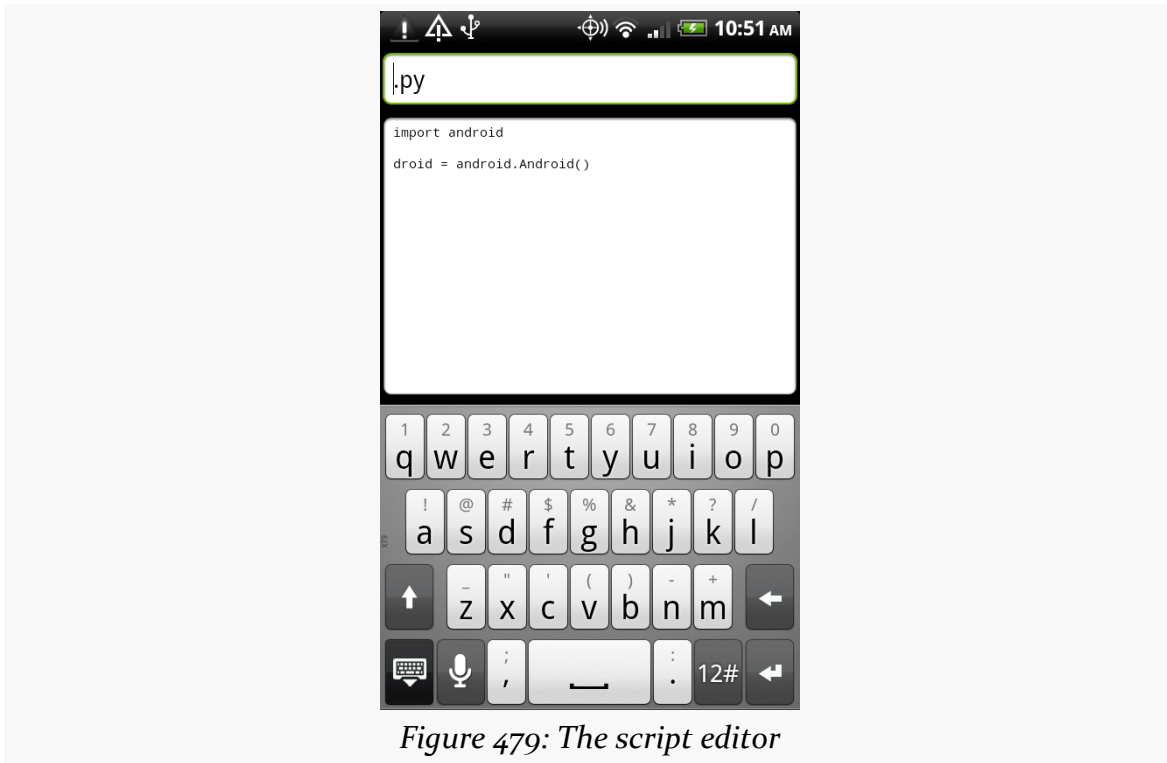 10:51 AM
.py
import android
droid = android.Android()
1 2 3 4 5 6 7 8 9 0
q w e r t y u i o p
! @ # $ % & * ? /
a s d f g h j k l
XT9
_ " ' ( ) - +
z x c v b n m
; :
, . 12#
Figure 479: The script editor